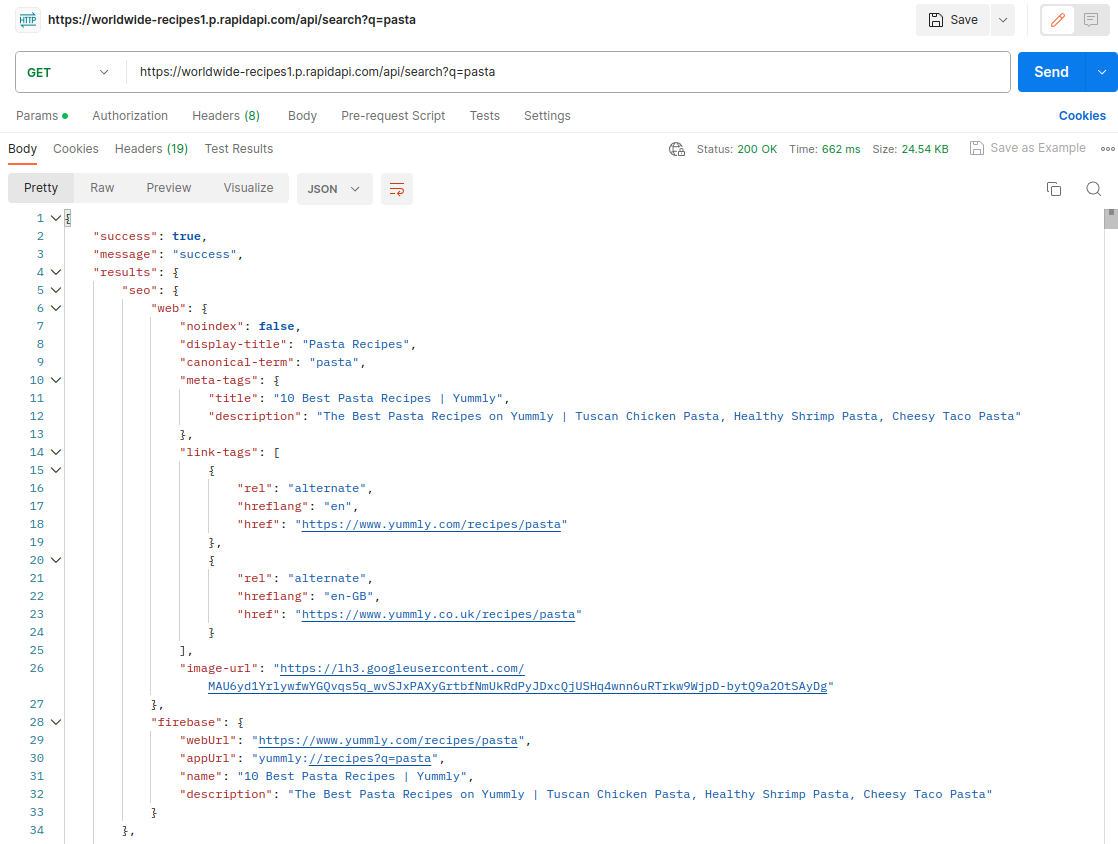 HTTP https://worldwide-recipes1.p.rapidapi.com/api/search?q=pasta Save
GET https://worldwide-recipes1.p.rapidapi.com/api/search?q=pasta Send
Params Authorization Headers (8) Body Pre-request Script Tests Settings Cookies
Body Cookies Headers (19) Test Results Status: 200 OK Time: 662 ms Size: 24.54 KB Save as Example
Pretty Raw Preview Visualize JSON
1 {
2 "success": true,
3 "message": "success",
4 "results": {
5 "seo": {
6 "web": {
7 "noindex": false,
8 "display-title": "Pasta Recipes",
9 "canonical-term": "pasta",
10 "meta-tags": {
11 "title": "10 Best Pasta Recipes | Yummly",
12 "description": "The Best Pasta Recipes on Yummly | Tuscan Chicken Pasta, Healthy Shrimp Pasta, Cheesy Taco Pasta"
13 },
14 "link-tags": [
15 {
16 "rel": "alternate",
17 "hreflang": "en",
18 "href": "https://www.yummly.com/recipes/pasta"
19 },
20 {
21 "rel": "alternate",
22 "hreflang": "en-GB",
23 "href": "https://www.yummly.co.uk/recipes/pasta"
24 }
25 ],
26 "image-url": "https://lh3.googleusercontent.com/
MAU6yd1YrlywfwYGQvqs5q_wvSJxPAXyGrtbfNmUkRdPyJDxcQjUSHq4wnn6uRTrkw9WjpD-bytQ9a2OtSAyDg"
27 },
28 "firebase": {
29 "webUrl": "https://www.yummly.com/recipes/pasta",
30 "appUrl": "yummly://recipes?q=pasta",
31 "name": "10 Best Pasta Recipes | Yummly",
32 "description": "The Best Pasta Recipes on Yummly | Tuscan Chicken Pasta, Healthy Shrimp Pasta, Cheesy Taco Pasta"
33 }
34 },